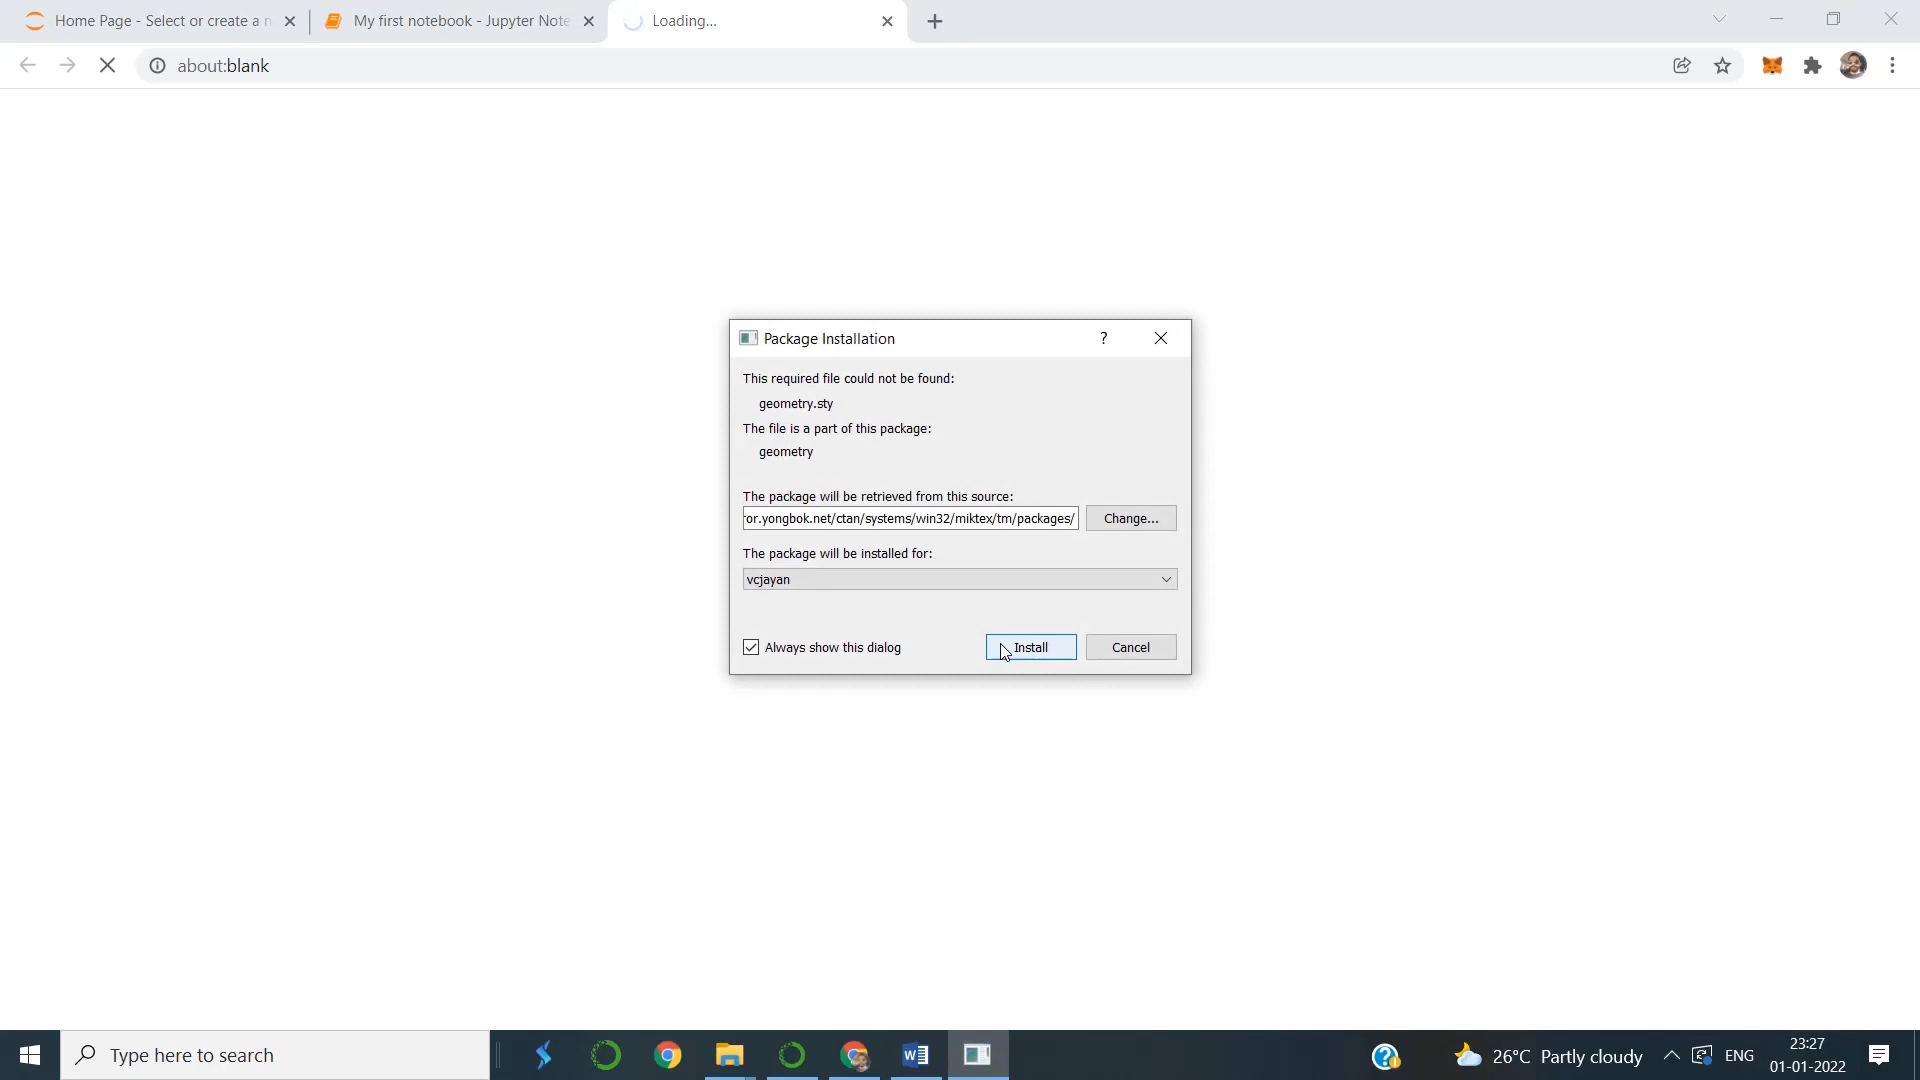 Home Page - Select or create a n
My first notebook - Jupyter Note
Loading...
about:blank
Package Installation
?
This required file could not be found:
geometry.sty
The file is a part of this package:
geometry
The package will be retrieved from this source:
ror.yongbok.net/ctan/systems/win32/miktex/tm/packages/
Change...
The package will be installed for:
vcjayan
Always show this dialog
Install
Cancel
Type here to search
26°C Partly cloudy
ENG
23:27
01-01-2022